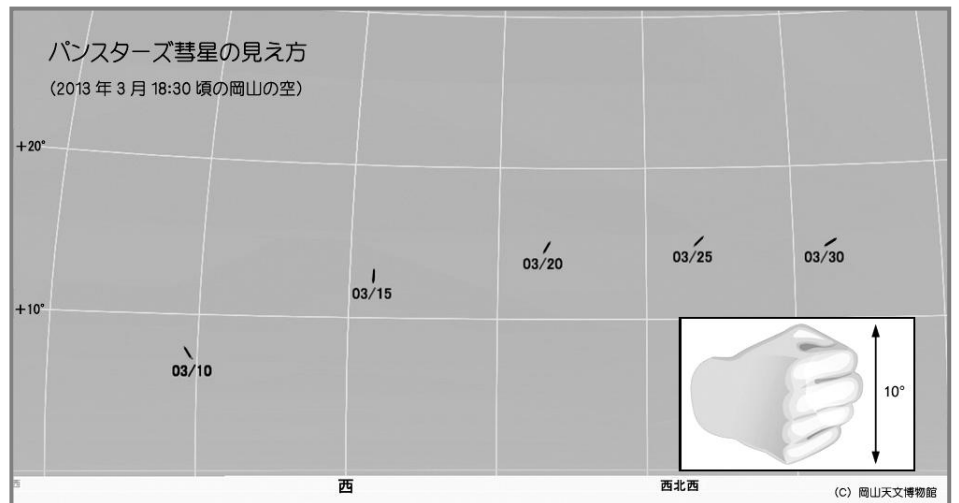 パンスターズ彗星の見え方
（2013 年 3 月 18:30 頃の岡山の空）
+20°
03/20
03/25
03/30
03/15
+10°
03/10
10°
西
西
西北西
(C) 岡山天文博物館